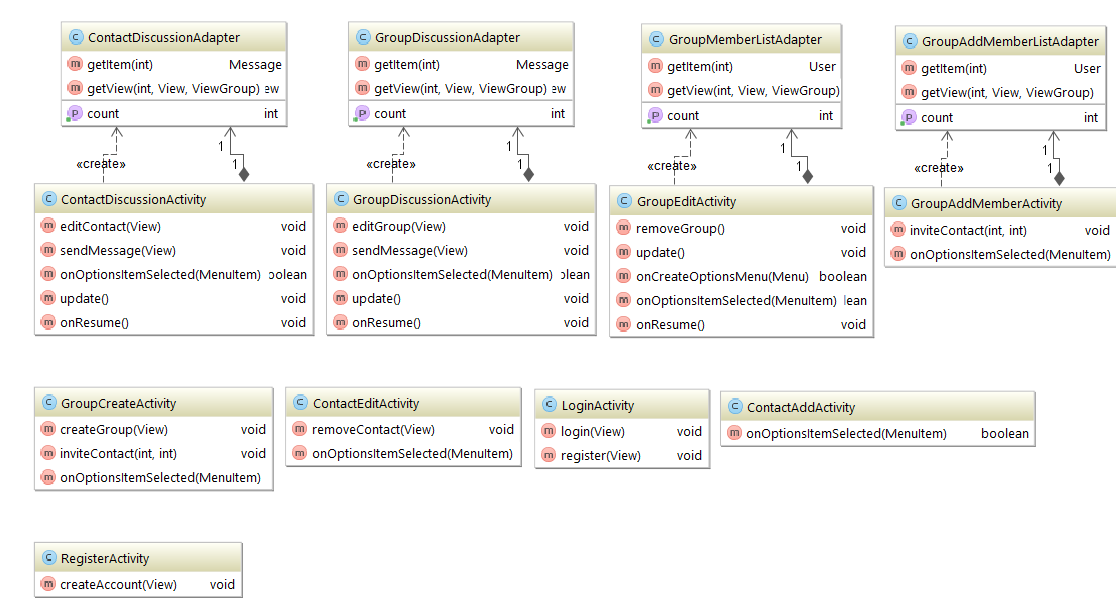 ContactDiscussionAdapter
getItem(int) Message
getView(int, View, ViewGroup) ew
count int
GroupDiscussionAdapter
getItem(int) Message
getView(int, View, ViewGroup) ew
count int
GroupMemberListAdapter
getItem(int) User
getView(int, View, ViewGroup)
count int
GroupAddMemberListAdapter
getItem(int) User
getView(int, View, ViewGroup)
count int
«create» 1 1
«create» 1 1
«create» 1 1
«create» 1 1
ContactDiscussionActivity
editContact(View) void
sendMessage(View) void
onOptionsItemSelected(MenuItem) oolean
update() void
onResume() void
GroupDiscussionActivity
editGroup(View) void
sendMessage(View) void
onOptionsItemSelected(MenuItem) olean
update() void
onResume() void
GroupEditActivity
removeGroup() void
update() void
onCreateOptionsMenu(Menu) boolean
onOptionsItemSelected(MenuItem) lean
onResume() void
GroupAddMemberActivity
inviteContact(int, int) void
onOptionsItemSelected(MenuItem)
GroupCreateActivity
createGroup(View) void
inviteContact(int, int) void
onOptionsItemSelected(MenuItem)
ContactEditActivity
removeContact(View) void
onOptionsItemSelected(MenuItem)
LoginActivity
login(View) void
register(View) void
ContactAddActivity
onOptionsItemSelected(MenuItem) boolean
RegisterActivity
createAccount(View) void